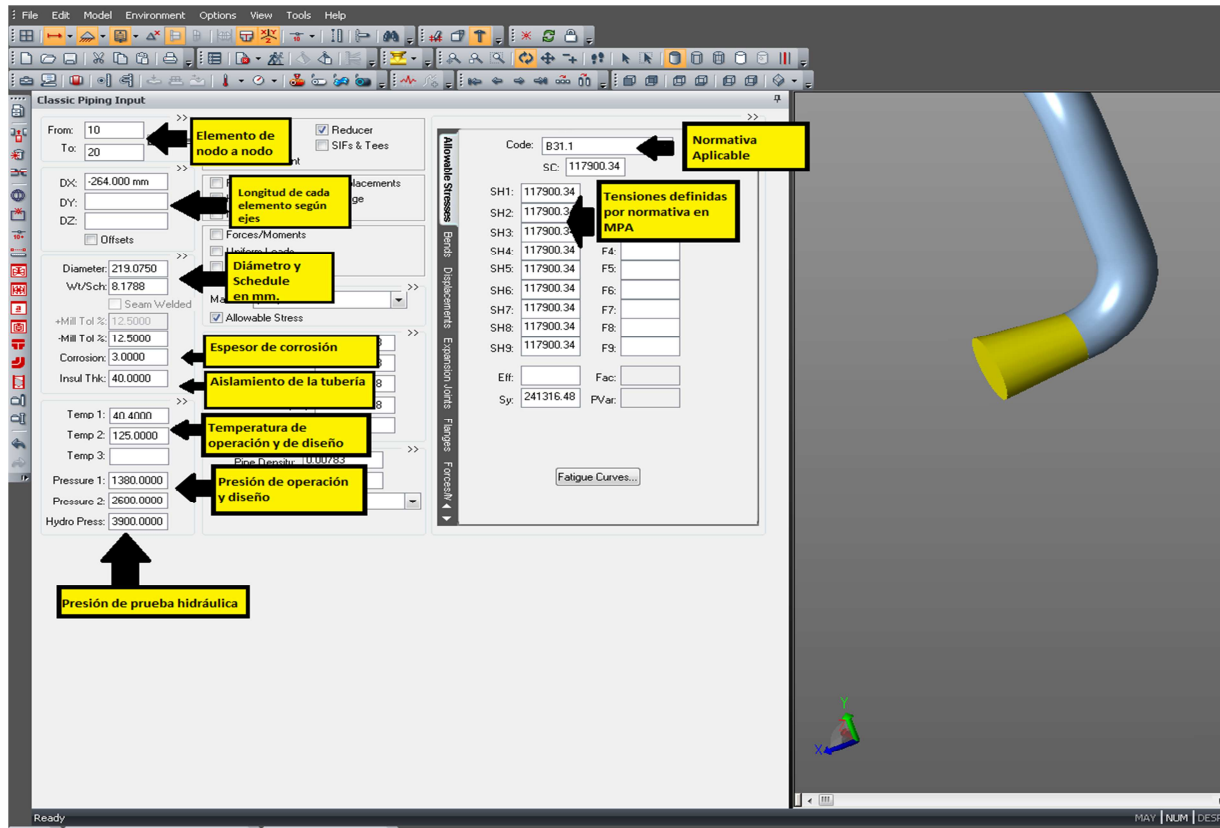 File Edit Model Environment Options View Tools Help
Classic Piping Input
From: 10
To: 20
Elemento de
nodo a nodo
DX: -264.000 mm
DY:
DZ:
Offsets
Longitud de cada
elemento según
ejes
Diameter: 219.0750
Wt/Sch: 8.1788
Seam Welded
+Mill Tol %: 12.5000
-Mill Tol %: 12.5000
Corrosion: 3.0000
Insul Thk: 40.0000
Diámetro y
Schedule
en mm.
Espesor de corrosión
Aislamiento de la tubería
Temp 1: 40.4000
Temp 2: 125.0000
Temp 3:
Temperatura de
operación y de diseño
Pressure 1: 1380.0000
Pressure 2: 2600.0000
Hydro Press: 3900.0000
Presión de operación
y diseño
Presión de prueba hidráulica
Reducer
SIFs & Tees
Forces/Moments
Uniform Loads
Allowable Stress
Pipe Density: 0.00783
Allowable Stresses
Bends
Displacements
Expansion Joints
Flanges
Code: B31.1
SC: 117900.34
Normativa
Aplicable
SH1: 117900.34
SH2: 117900.34
SH3: 117900.34
SH4: 117900.34 F4:
SH5: 117900.34 F5:
SH6: 117900.34 F6:
SH7: 117900.34 F7:
SH8: 117900.34 F8:
SH9: 117900.34 F9:
Tensiones definidas
por normativa en
MPA
Eff: Fac:
Sy: 241316.48 PVar:
Fatigue Curves...
Y
X
Ready
MAY NUM